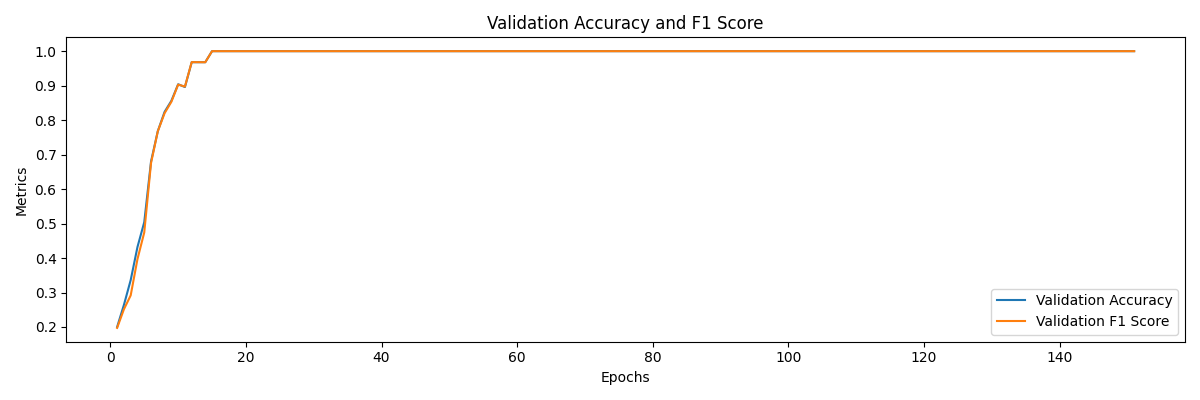 Validation Accuracy and F1 Score
1.0
0.9
0.8
0.7
0.6
0.5
0.4
0.3
0.2
Metrics
Validation Accuracy
Validation F1 Score
0 20 40 60 80 100 120 140
Epochs